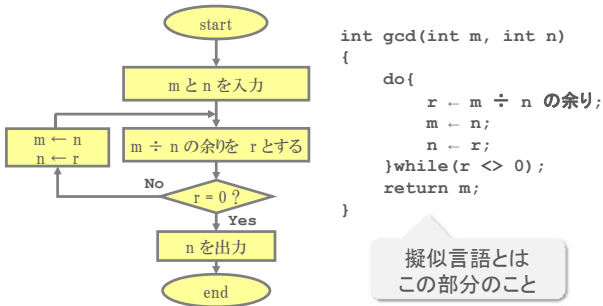 start
m と n を入力
m ← n
n ← r
m ÷ n の余りを r とする
No
r = 0 ?
Yes
n を出力
end
int gcd(int m, int n)
{
do{
r ← m ÷ n の余り;
m ← n;
n ← r;
}while(r <> 0);
return m;
}
擬似言語とは
この部分のこと